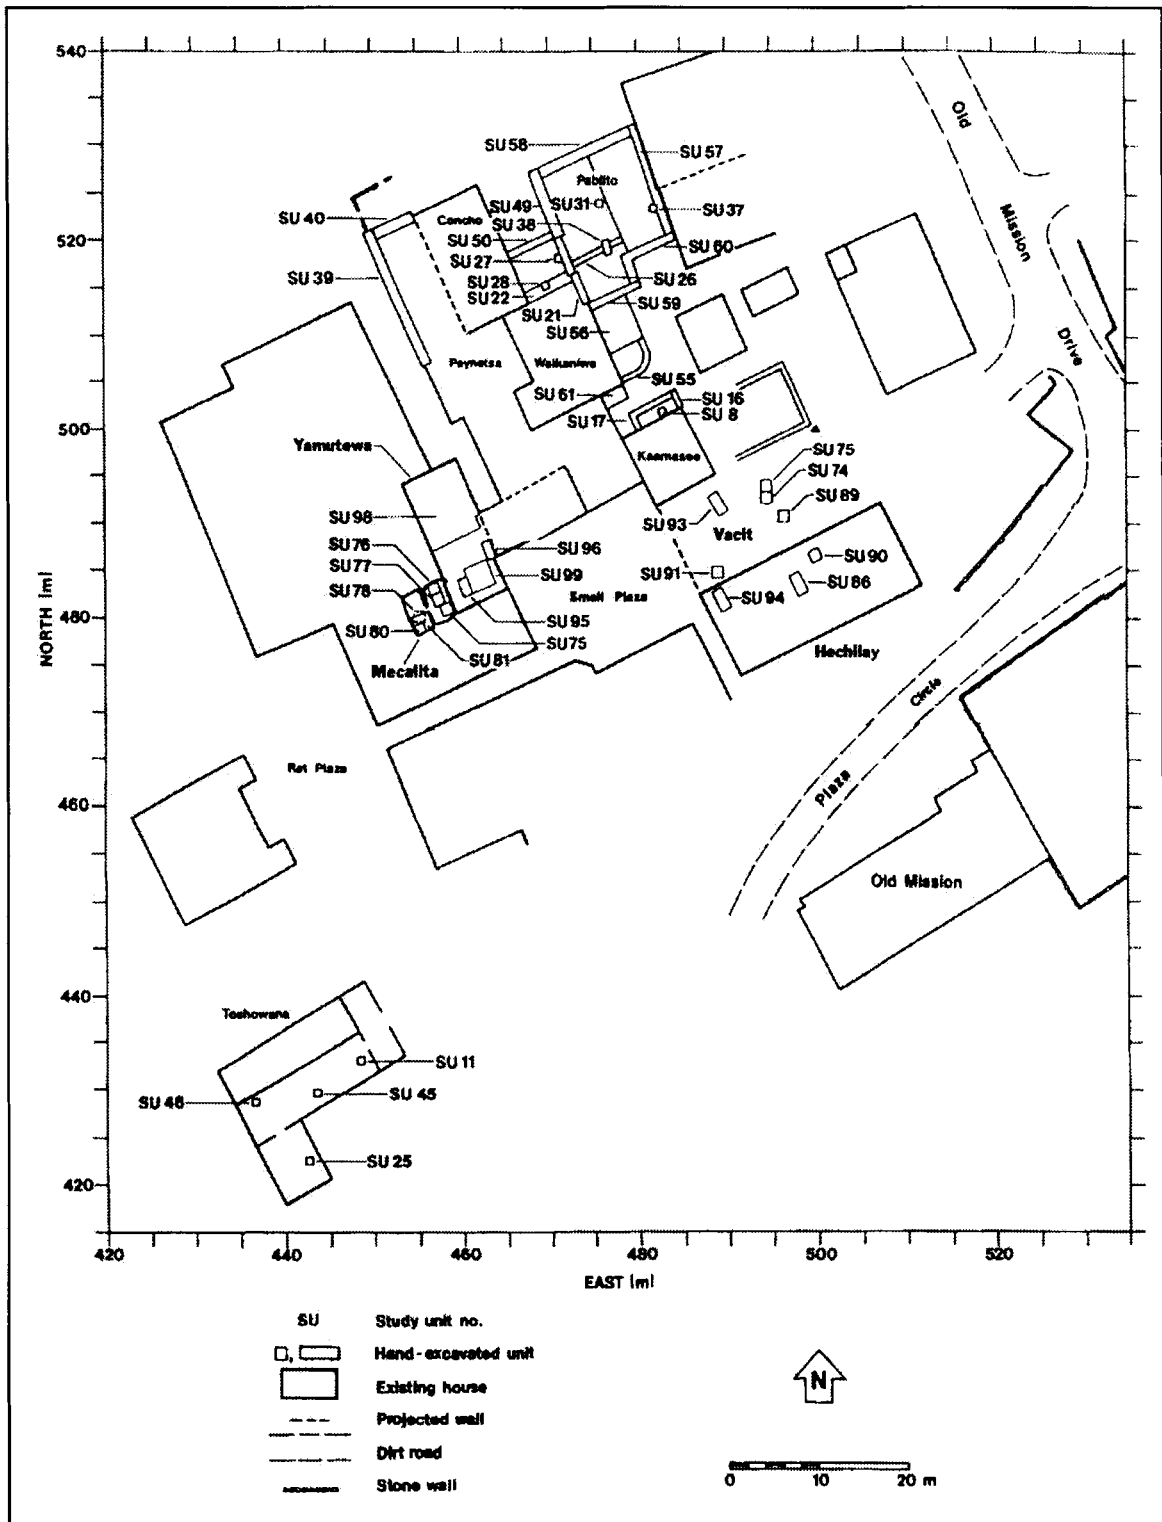 540
520
500
480
460
440
420
NORTH (m)
Old
Mission
Drive
SU 58
SU 57
Pablito
SU 40
SU 49
SU 31
Concho
SU 38
SU 37
SU 50
SU 60
SU 27
SU 39
SU 28
SU 26
SU 22
SU 59
SU 21
SU 56
Peynetsa
SU 55
SU 61
SU 16
SU 17
SU 8
Yamutewa
Kaamasee
SU 75
SU 74
SU 98
SU 89
SU 93
Vacit
SU 76
SU 96
SU 90
SU 77
SU 99
SU 91
SU 86
SU 78
Small Plaza
SU 94
SU 80
SU 95
SU 75
SU 81
Mecalita
Hechilay
Circle
Plaza
Rat Plaza
Old Mission
Teshowana
SU 11
SU 45
SU 46
SU 25
420
440
460
480
500
520
EAST (m)
SU Study unit no.
Hand-excavated unit
Existing house
Projected wall
Dirt road
Stone wall
N
0 10 20 m